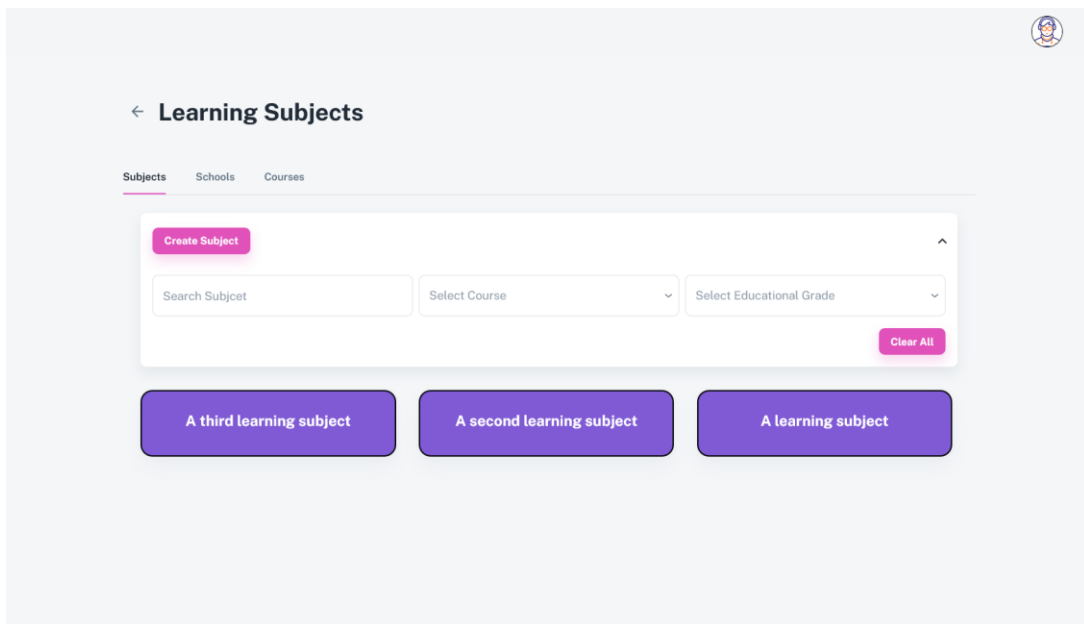 Learning Subjects
Subjects Schools Courses
Create Subject
Search Subjcet Select Course Select Educational Grade
Clear All
A third learning subject A second learning subject A learning subject